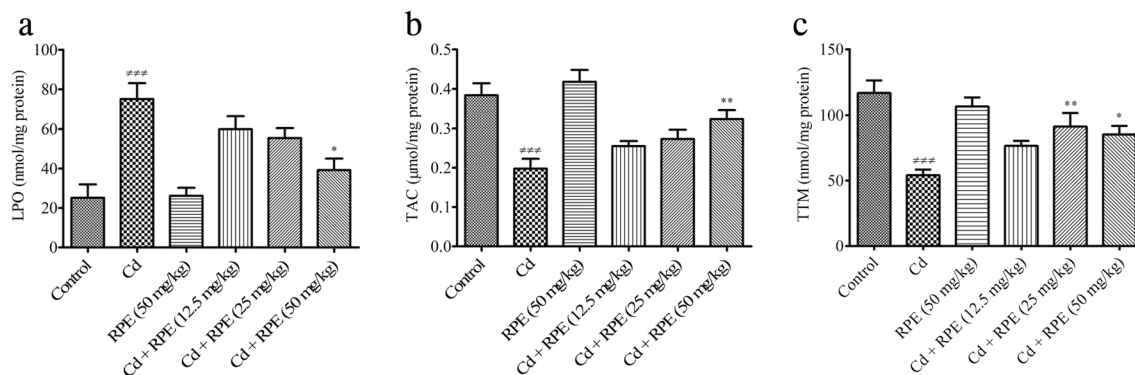 a
LPO (nmol/mg protein)
100
80
60
40
20
0
≠≠≠
*
Control
Cd
RPE (50 mg/kg)
Cd + RPE (12.5 mg/kg)
Cd + RPE (25 mg/kg)
Cd + RPE (50 mg/kg)
b
TAC (µmol/mg protein)
0.5
0.4
0.3
0.2
0.1
0.0
≠≠≠
**
Control
Cd
RPE (50 mg/kg)
Cd + RPE (12.5 mg/kg)
Cd + RPE (25 mg/kg)
Cd + RPE (50 mg/kg)
c
TTM (nmol/mg protein)
150
100
50
0
≠≠≠
**
*
Control
Cd
RPE (50 mg/kg)
Cd + RPE (12.5 mg/kg)
Cd + RPE (25 mg/kg)
Cd + RPE (50 mg/kg)